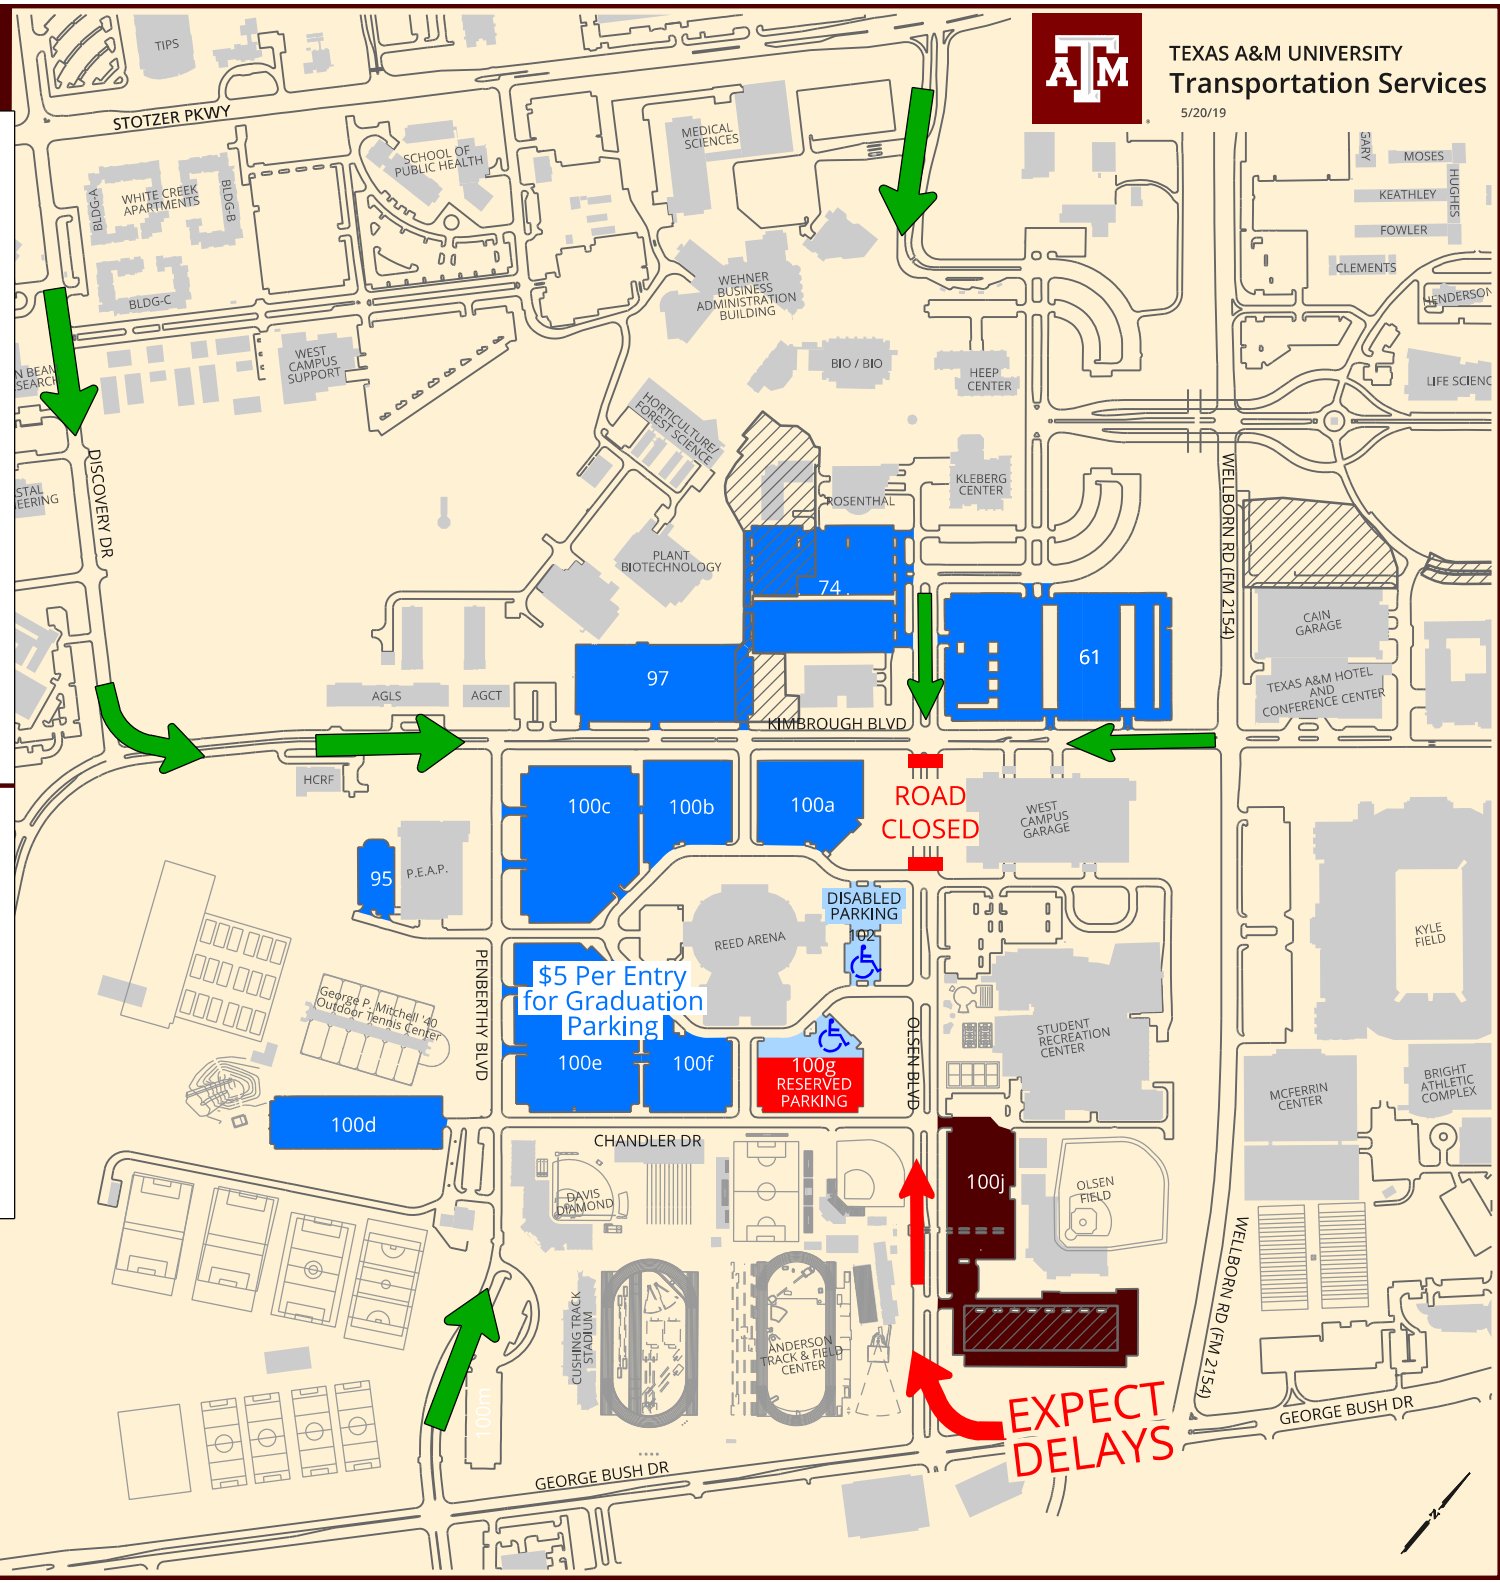 TIPS
ATM
TEXAS A&M UNIVERSITY
Transportation Services
5/20/19
STOTZER PKWY
MEDICAL
SCIENCES
SCHOOL OF
PUBLIC HEALTH
BLDG-A
WHITE CREEK
APARTMENTS
BLDG-B
BLDG-C
GARY
MOSES
KEATHLEY
HUGHES
FOWLER
CLEMENTS
HENDERSON
WEHNER
BUSINESS
ADMINISTRATION
BUILDING
N BEAM
SEARCH
WEST
CAMPUS
SUPPORT
BIO / BIO
HEEP
CENTER
LIFE SCIENC
HORTICULTURE/
FOREST SCIENCE
DISCOVERY DR
STAL
NEERING
ROSENTHAL
KLEBERG
CENTER
WELLBORN RD (FM 2154)
PLANT
BIOTECHNOLOGY
74
CAIN
GARAGE
61
97
TEXAS A&M HOTEL
AND
CONFERENCE CENTER
AGLS
AGCT
KIMBROUGH BLVD
HCRF
100c
100b
100a
ROAD
CLOSED
WEST
CAMPUS
GARAGE
95
P.E.A.P.
DISABLED
PARKING
102
REED ARENA
KYLE
FIELD
PENBERTHY BLVD
$5 Per Entry
for Graduation
Parking
George P. Mitchell '40
Outdoor Tennis Center
OLSEN BLVD
STUDENT
RECREATION
CENTER
100e
100f
100g
RESERVED
PARKING
MCFERRIN
CENTER
BRIGHT
ATHLETIC
COMPLEX
100d
CHANDLER DR
DAVIS
DIAMOND
100j
OLSEN
FIELD
WELLBORN RD (FM 2154)
CUSHING TRACK
STADIUM
ANDERSON
TRACK & FIELD
CENTER
100m
EXPECT
DELAYS
GEORGE BUSH DR
GEORGE BUSH DR
N